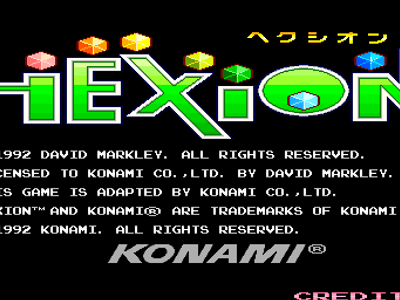 ヘクシオン
HEXION
1992 DAVID MARKLEY. ALL RIGHTS RESERVED.
CENSED TO KONAMI CO.,LTD. BY DAVID MARKLEY.
IS GAME IS ADAPTED BY KONAMI CO.,LTD.
XION™ AND KONAMI® ARE TRADEMARKS OF KONAMI
1992 KONAMI. ALL RIGHTS RESERVED.
KONAMI®
CREDIT